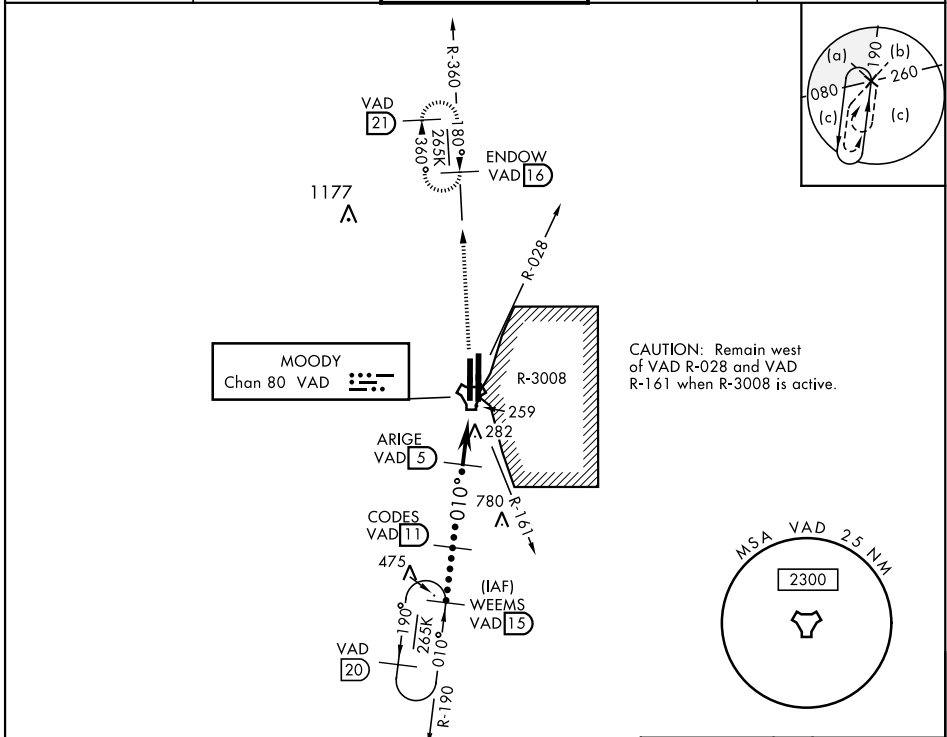 R-360
VAD
21
360°
265K
180°
ENDOW
VAD 16
1177
(a)
190
(b)
080
260
(c)
(c)
R-028
MOODY
Chan 80 VAD
R-3008
CAUTION: Remain west
of VAD R-028 and VAD
R-161 when R-3008 is active.
259
282
ARIGE
VAD 5
010°
780
R-161
CODES
VAD 11
475
(IAF)
WEEMS
VAD 15
190°
265K
010°
VAD
20
R-190
MSA VAD 25 NM
2300